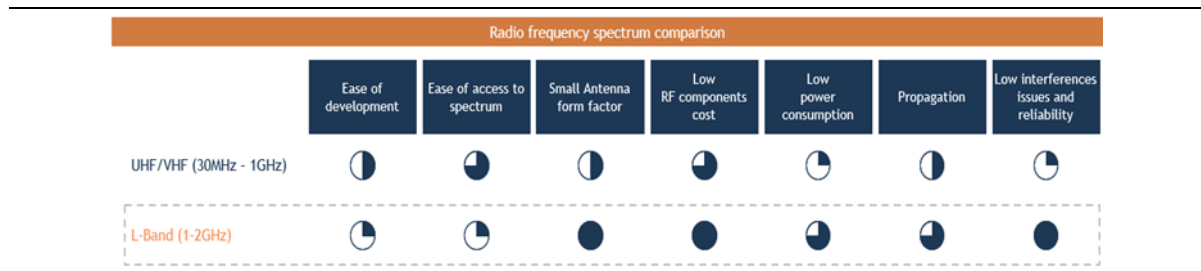 Radio frequency spectrum comparison
Ease of
development
Ease of access to
spectrum
Small Antenna
form factor
Low
RF components
cost
Low
power
consumption
Propagation
Low interferences
issues and
reliability
UHF/VHF (30MHz - 1GHz)
L-Band (1-2GHz)